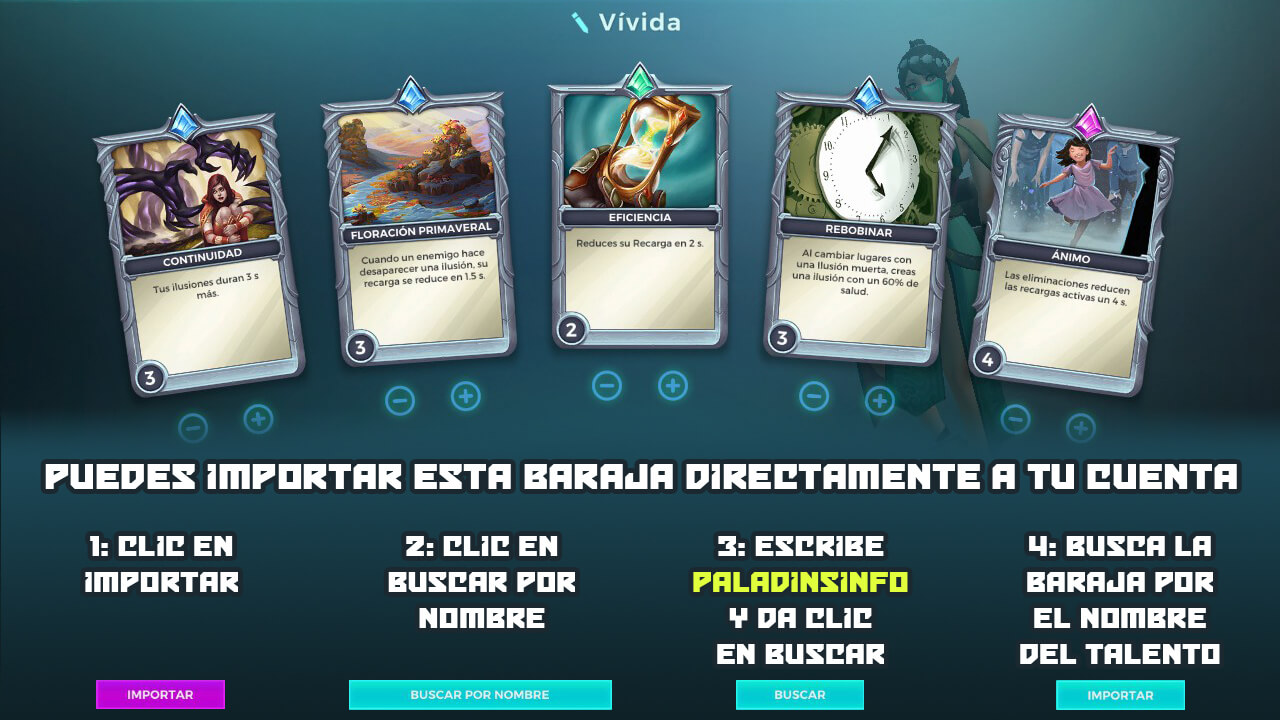 Vívida
CONTINUIDAD
Tus ilusiones duran 3 s
más.
3
FLORACIÓN PRIMAVERAL
Cuando un enemigo hace
desaparecer una ilusión, su
recarga se reduce en 1.5 s.
3
EFICIENCIA
Reduces su Recarga en 2 s.
2
REBOBINAR
Al cambiar lugares con
una Ilusión muerta, creas
una ilusión con un 60% de
salud.
3
ÁNIMO
Las eliminaciones reducen
las recargas activas un 4 s.
4
PUEDES IMPORTAR ESTA BARAJA DIRECTAMENTE A TU CUENTA
1: CLIC EN
IMPORTAR
IMPORTAR
2: CLIC EN
BUSCAR POR
NOMBRE
BUSCAR POR NOMBRE
3: ESCRIBE
PALADINSINFO
Y DA CLIC
EN BUSCAR
BUSCAR
4: BUSCA LA
BARAJA POR
EL NOMBRE
DEL TALENTO
IMPORTAR